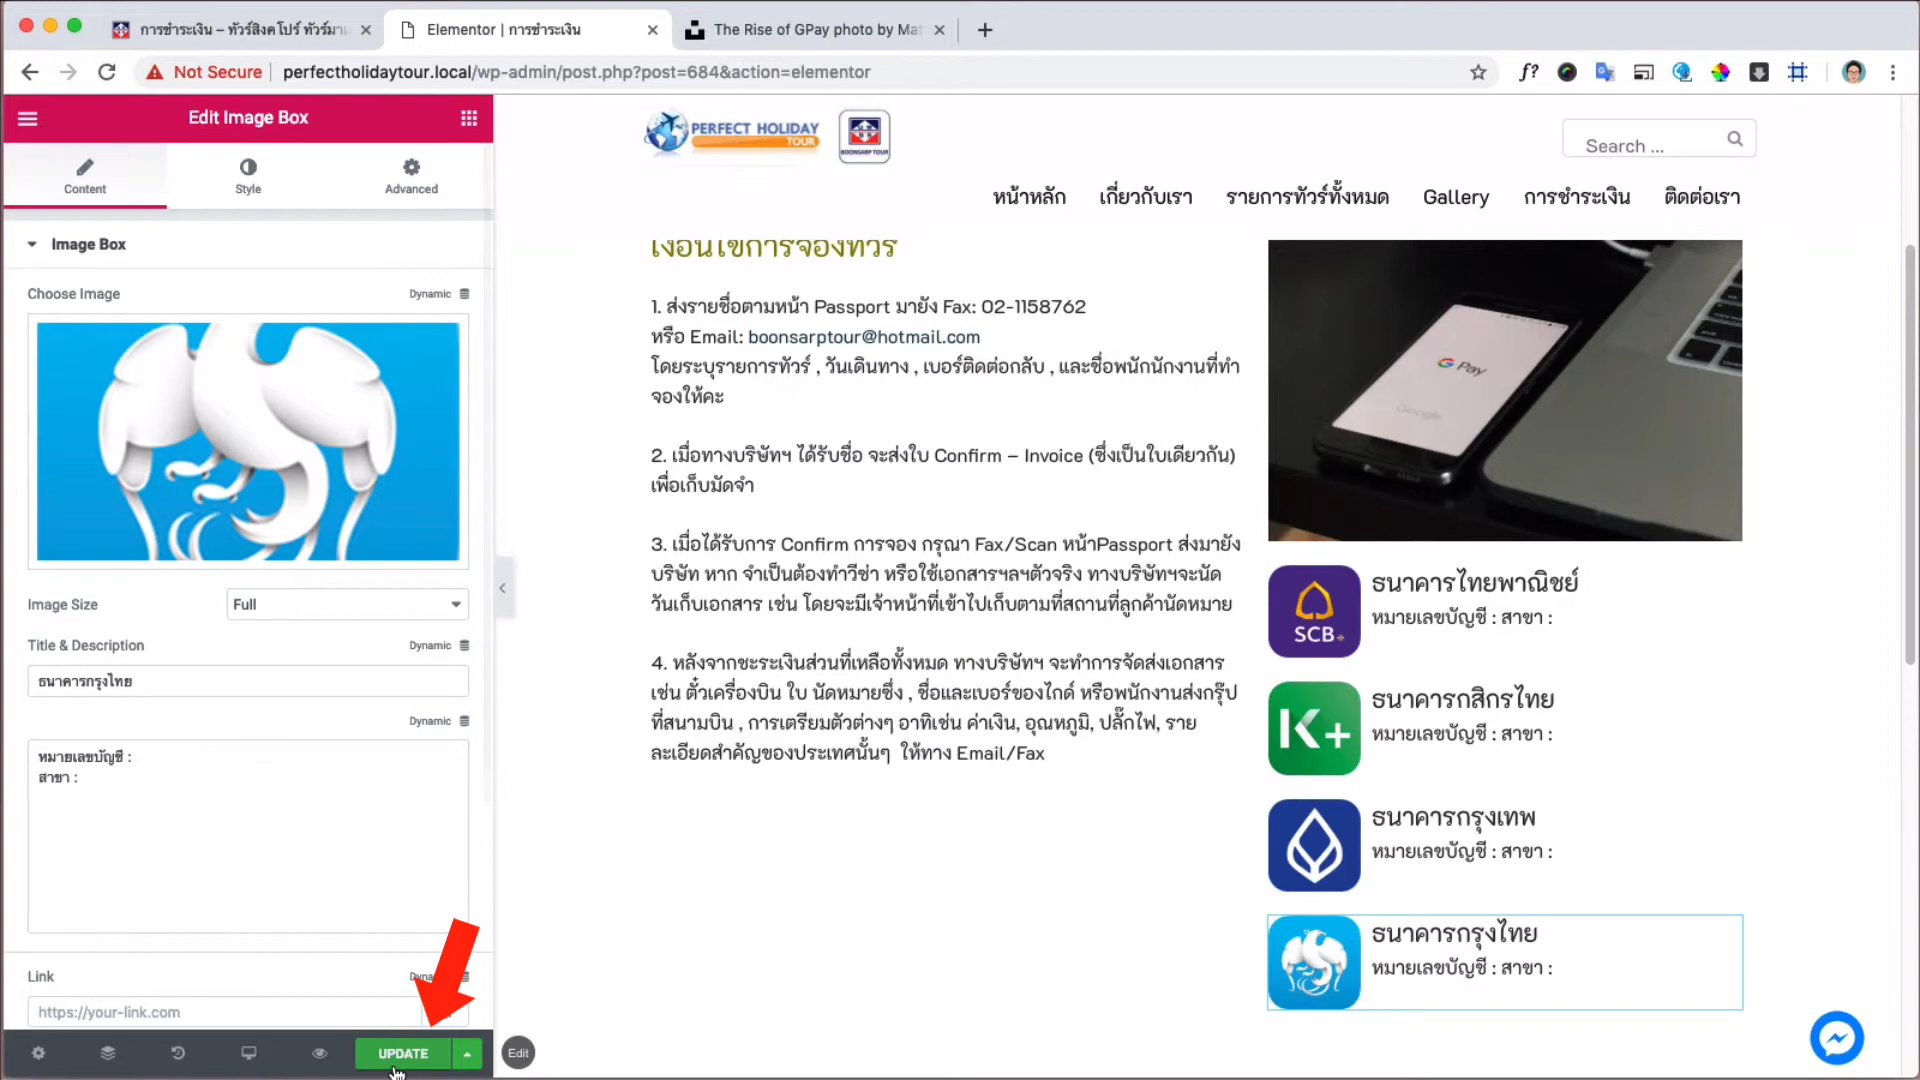 การชำระเงิน – ทัวร์สิงคโปร์ ทัวร์มาเ
Elementor | การชำระเงิน
The Rise of GPay photo by Mat
Not Secure
perfectholidaytour.local/wp-admin/post.php?post=684&action=elementor
f?
Edit Image Box
Content
Style
Advanced
Image Box
Choose Image
Dynamic
Image Size
Full
Title & Description
Dynamic
ธนาคารกรุงไทย
Dynamic
หมายเลขบัญชี :
สาขา :
Link
https://your-link.com
UPDATE
Edit
PERFECT HOLIDAY
TOUR
BOONSARP TOUR
Search ...
หน้าหลัก
เกี่ยวกับเรา
รายการทัวร์ทั้งหมด
Gallery
การชำระเงิน
ติดต่อเรา
เงื่อนไขการจองทัวร์
1. ส่งรายชื่อตามหน้า Passport มายัง Fax: 02-1158762
หรือ Email: boonsarptour@hotmail.com
โดยระบุรายการทัวร์ , วันเดินทาง , เบอร์ติดต่อกลับ , และชื่อพนักนักงานที่ทำ
จองให้คะ
2. เมื่อทางบริษัทฯ ได้รับชื่อ จะส่งใบ Confirm – Invoice (ซึ่งเป็นใบเดียวกัน)
เพื่อเก็บมัดจำ
3. เมื่อได้รับการ Confirm การจอง กรุณา Fax/Scan หน้าPassport ส่งมายัง
บริษัท หาก จำเป็นต้องทำวีซ่า หรือใช้เอกสารฯลฯตัวจริง ทางบริษัทฯจะนัด
วันเก็บเอกสาร เช่น โดยจะมีเจ้าหน้าที่เข้าไปเก็บตามที่สถานที่ลูกค้านัดหมาย
4. หลังจากชะระเงินส่วนที่เหลือทั้งหมด ทางบริษัทฯ จะทำการจัดส่งเอกสาร
เช่น ตั๋วเครื่องบิน ใบ นัดหมายซึ่ง , ชื่อและเบอร์ของไกด์ หรือพนักงานส่งกรุ๊ป
ที่สนามบิน , การเตรียมตัวต่างๆ อาทิเช่น ค่าเงิน, อุณหภูมิ, ปลั๊กไฟ, ราย
ละเอียดสำคัญของประเทศนั้นๆ ให้ทาง Email/Fax
G Pay
Google
SCB
ธนาคารไทยพาณิชย์
หมายเลขบัญชี : สาขา :
K+
ธนาคารกสิกรไทย
หมายเลขบัญชี : สาขา :
ธนาคารกรุงเทพ
หมายเลขบัญชี : สาขา :
ธนาคารกรุงไทย
หมายเลขบัญชี : สาขา :